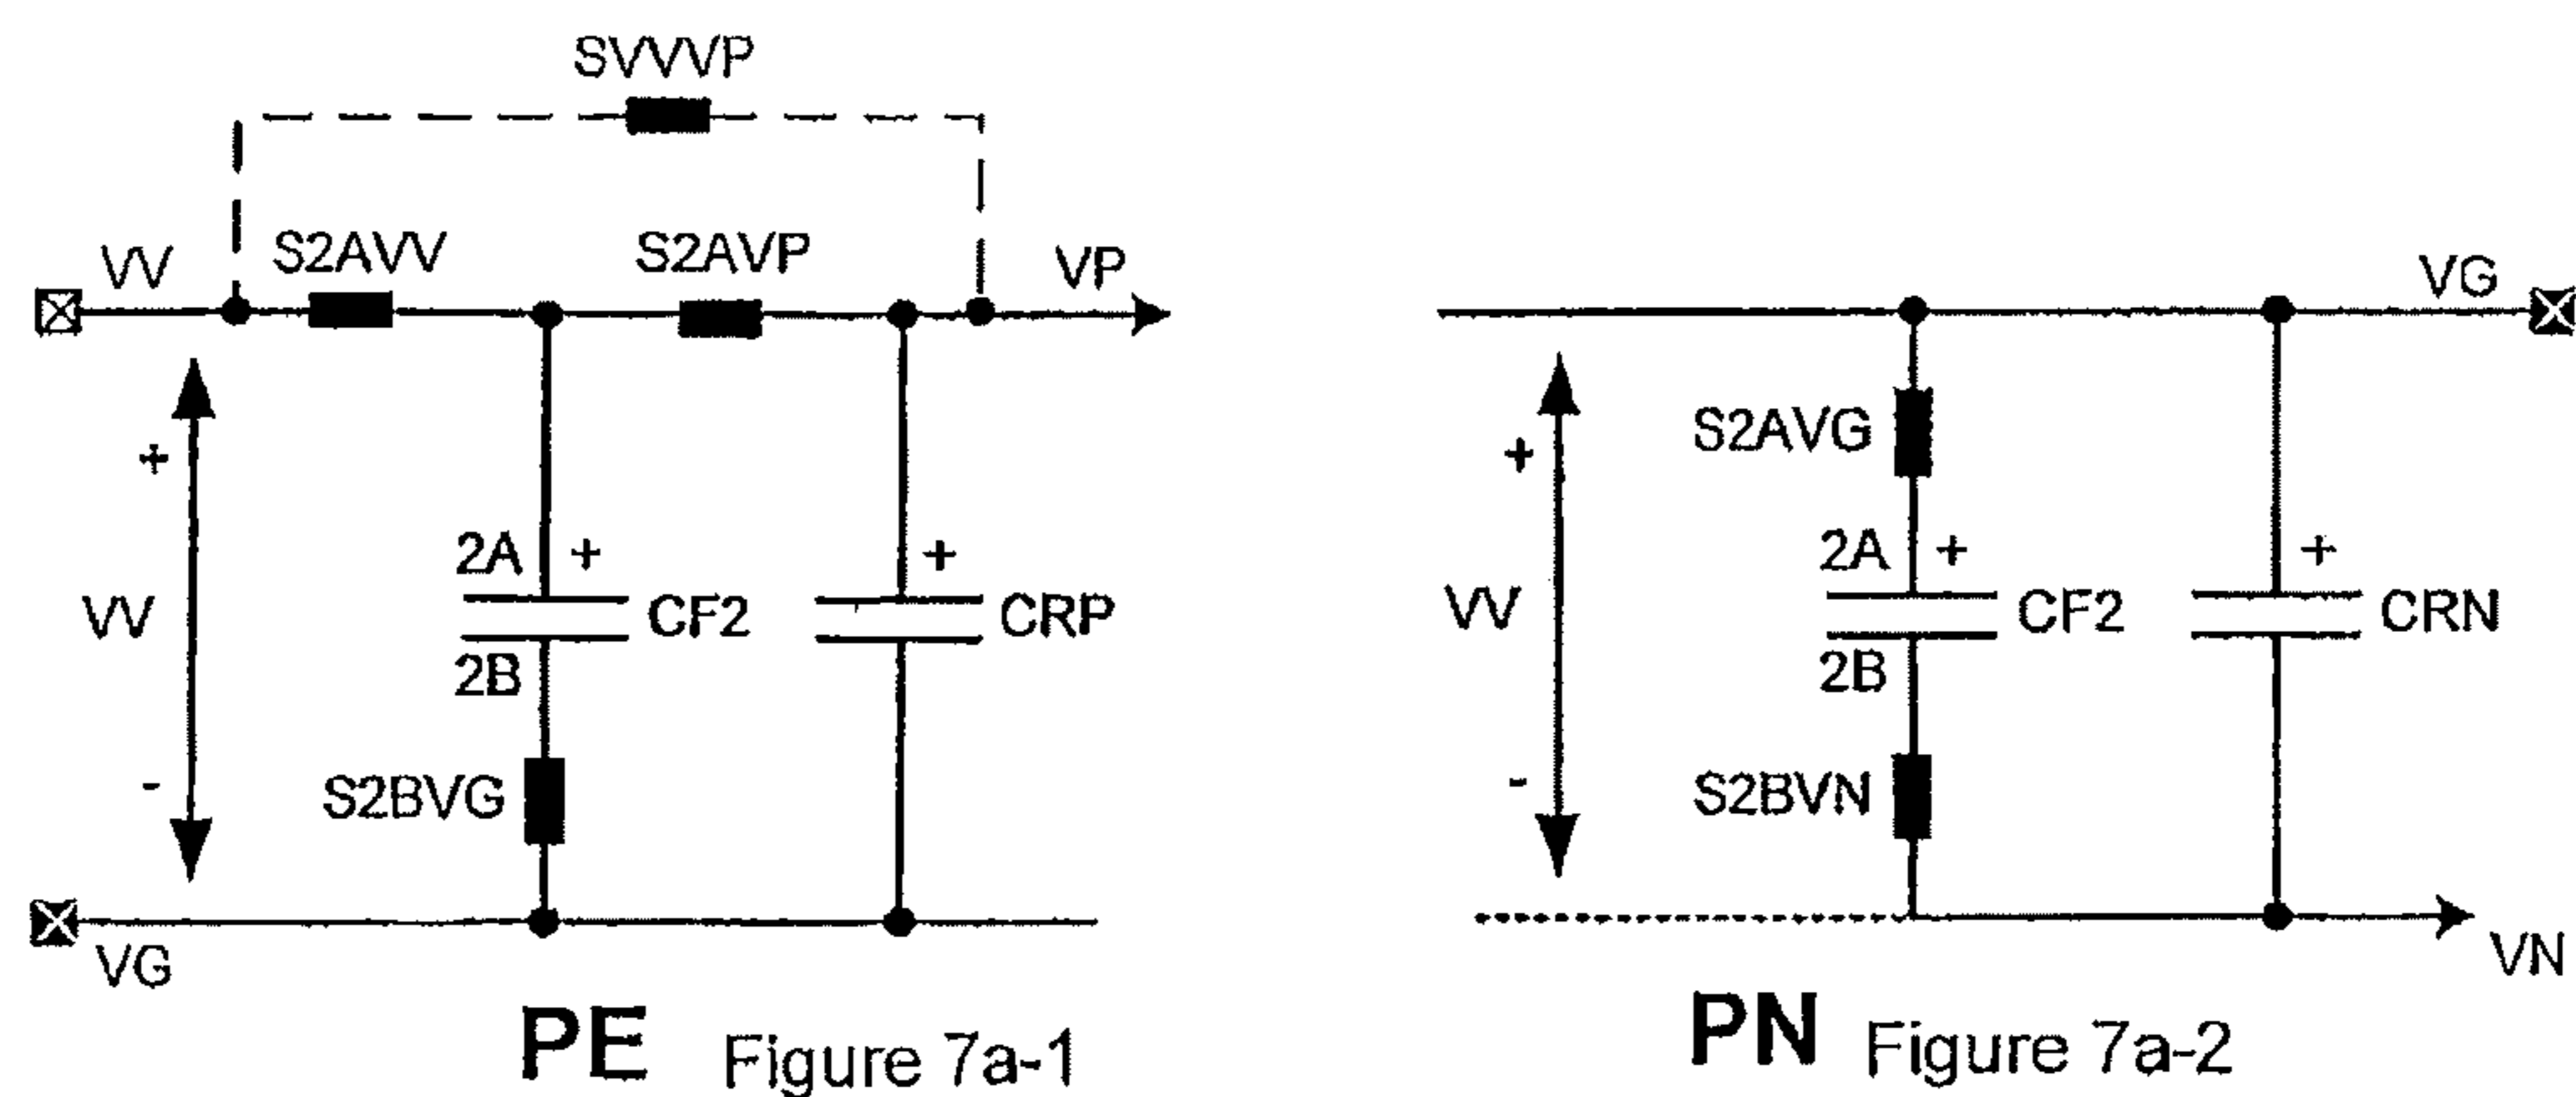 SVVVP
VV
S2AVV
S2AVP
VP
+
VV
-
2A
+
CF2
2B
+
CRP
S2BVG
VG
PE Figure 7a-1
VG
S2AVG
+
VV
-
2A
+
CF2
2B
+
CRN
S2BVN
VN
PN Figure 7a-2